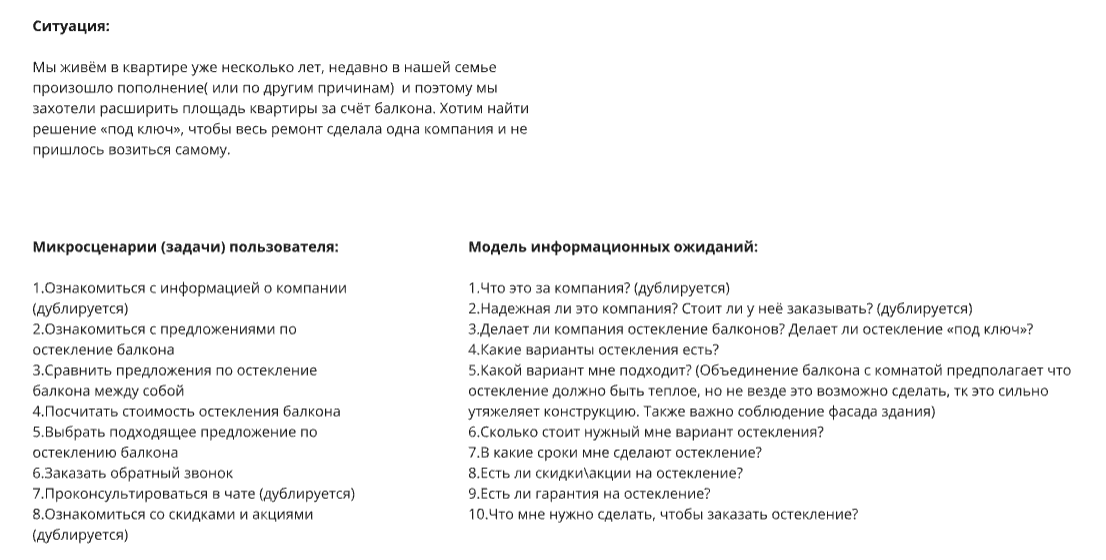 Ситуация:
Мы живём в квартире уже несколько лет, недавно в нашей семье
произошло пополнение( или по другим причинам)  и поэтому мы
захотели расширить площадь квартиры за счёт балкона. Хотим найти
решение «под ключ», чтобы весь ремонт сделала одна компания и не
пришлось возиться самому.
Микросценарии (задачи) пользователя:
1.Ознакомиться с информацией о компании
(дублируется)
2.Ознакомиться с предложениями по
остекление балкона
3.Сравнить предложения по остекление
балкона между собой
4.Посчитать стоимость остекления балкона
5.Выбрать подходящее предложение по
остеклению балкона
6.Заказать обратный звонок
7.Проконсультироваться в чате (дублируется)
8.Ознакомиться со скидками и акциями
(дублируется)
Модель информационных ожиданий:
1.Что это за компания? (дублируется)
2.Надежная ли это компания? Стоит ли у неё заказывать? (дублируется)
3.Делает ли компания остекление балконов? Делает ли остекление «под ключ»?
4.Какие варианты остекления есть?
5.Какой вариант мне подходит? (Объединение балкона с комнатой предполагает что
остекление должно быть теплое, но не везде это возможно сделать, тк это сильно
утяжеляет конструкцию. Также важно соблюдение фасада здания)
6.Сколько стоит нужный мне вариант остекления?
7.В какие сроки мне сделают остекление?
8.Есть ли скидки\акции на остекление?
9.Есть ли гарантия на остекление?
10.Что мне нужно сделать, чтобы заказать остекление?